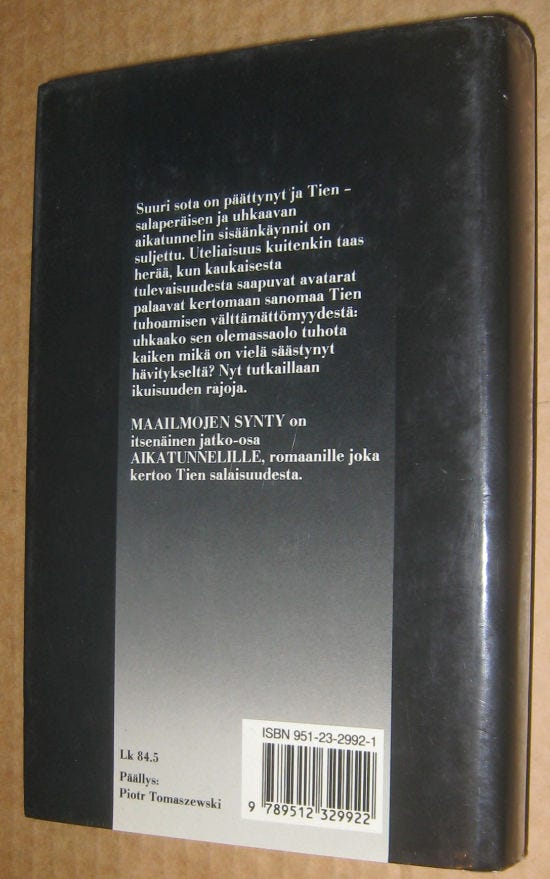 Suuri sota on päättynyt ja Tien –
salaperäisen ja uhkaavan
aikatunnelin sisäänkäynnit on
suljettu. Uteliaisuus kuitenkin taas
herää, kun kaukaisesta
tulevaisuudesta saapuvat avatarat
palaavat kertomaan sanomaa Tien
tuhoamisen välttämättömyydestä:
uhkaako sen olemassaolo tuhota
kaiken mikä on vielä säästynyt
hävitykseltä? Nyt tutkaillaan
ikuisuuden rajoja.
MAAILMOJEN SYNTY on
itsenäinen jatko-osa
AIKATUNNELILLE, romaanille joka
kertoo Tien salaisuudesta.
ISBN 951-23-2992-1
9 789512 329922
Lk 84.5
Päällys:
Piotr Tomaszewski